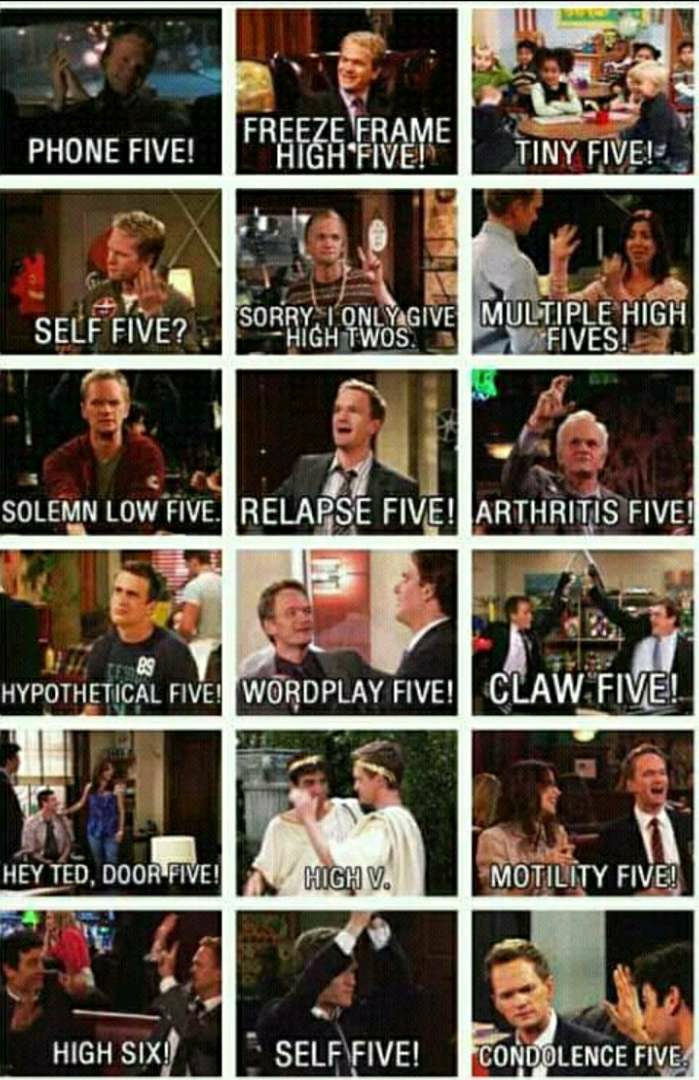 PHONE FIVE!
FREEZE FRAME
HIGH FIVE!
TINY FIVE!
SELF FIVE?
SORRY, I ONLY GIVE
HIGH TWOS.
MULTIPLE HIGH
FIVES!
SOLEMN LOW FIVE.
RELAPSE FIVE!
ARTHRITIS FIVE!
89
HYPOTHETICAL FIVE!
WORDPLAY FIVE!
CLAW FIVE!
HEY TED, DOOR FIVE!
HIGH V.
MOTILITY FIVE!
HIGH SIX!
SELF FIVE!
CONDOLENCE FIVE.